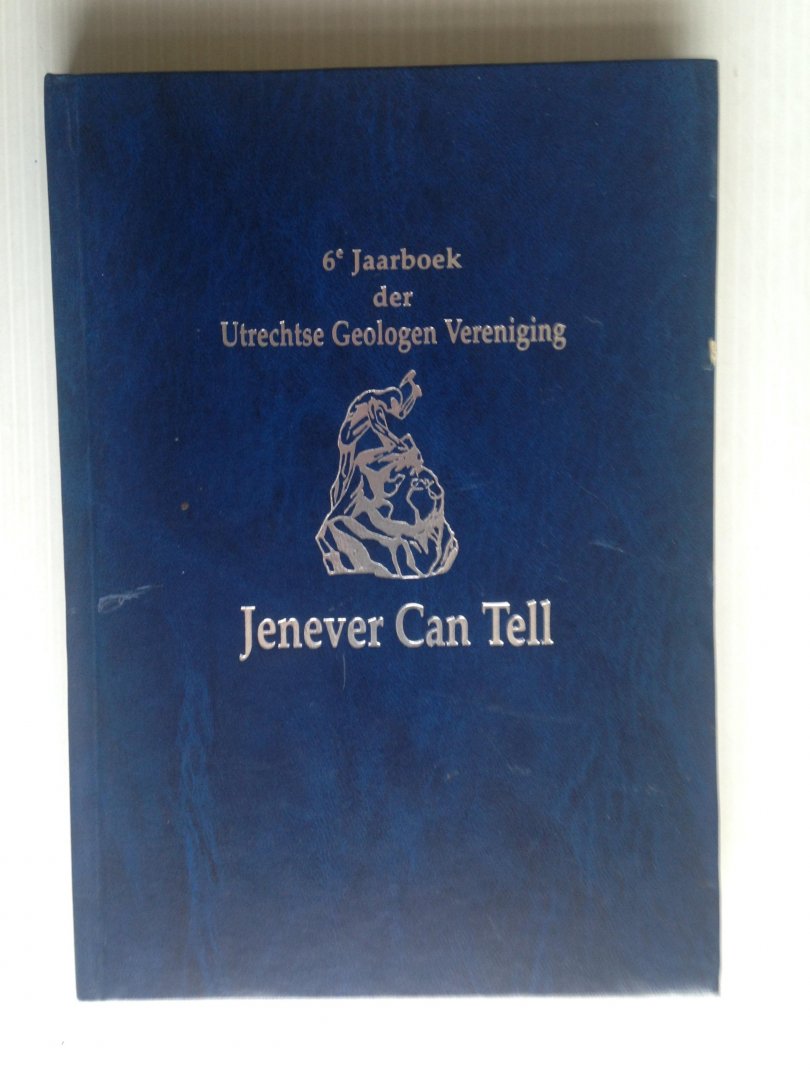 6e Jaarboek
der
Utrechtse Geologen Vereniging
Jenever Can Tell